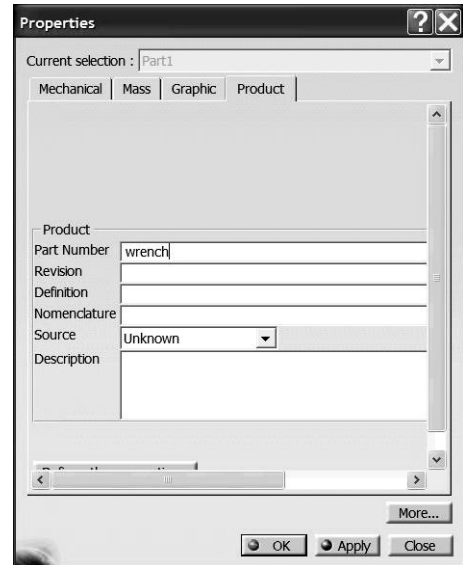 Properties
Current selection : Part1
Mechanical Mass Graphic Product
Product
Part Number wrench
Revision
Definition
Nomenclature
Source Unknown
Description
More...
OK Apply Close